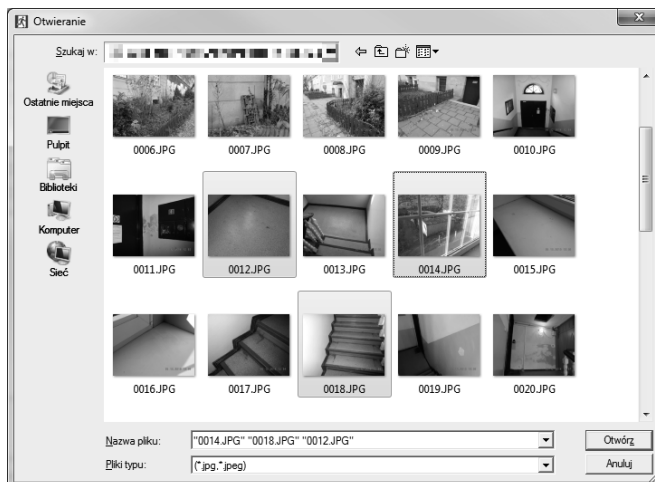 Otwieranie
Szukaj w:
Ostatnie miejsca
Pulpit
Biblioteki
Komputer
Sieć
0006.JPG 0007.JPG 0008.JPG 0009.JPG 0010.JPG
0011.JPG 0012.JPG 0013.JPG 0014.JPG 0015.JPG
0016.JPG 0017.JPG 0018.JPG 0019.JPG 0020.JPG
Nazwa pliku: "0014.JPG" "0018.JPG" "0012.JPG" Otwórz
Pliki typu: (*.jpg.*.jpeg) Anuluj